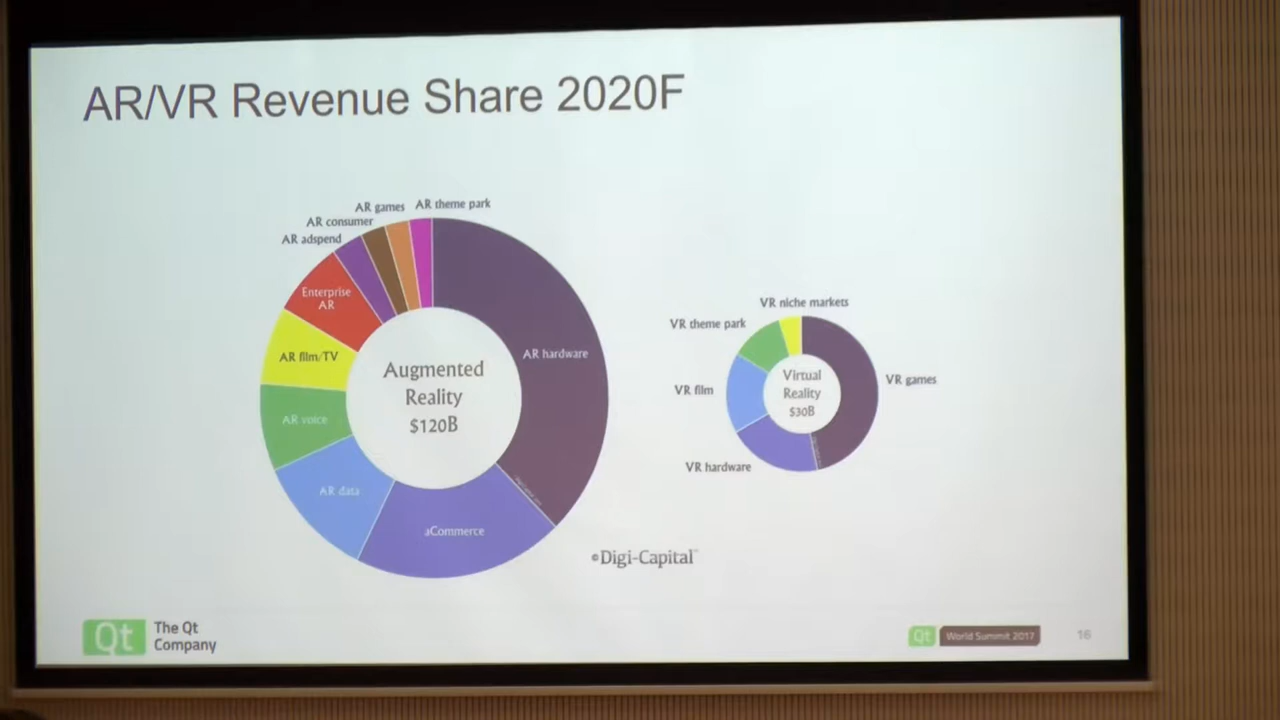 AR/VR Revenue Share 2020F
AR games
AR theme park
AR consumer
AR adspend
Enterprise
AR
AR film/TV
AR voice
AR data
aCommerce
AR hardware
Augmented
Reality
$120B
VR niche markets
VR theme park
VR film
VR hardware
VR games
Virtual
Reality
$30B
©Digi-Capital™
Qt
The Qt
Company
Qt
World Summit 2017
16